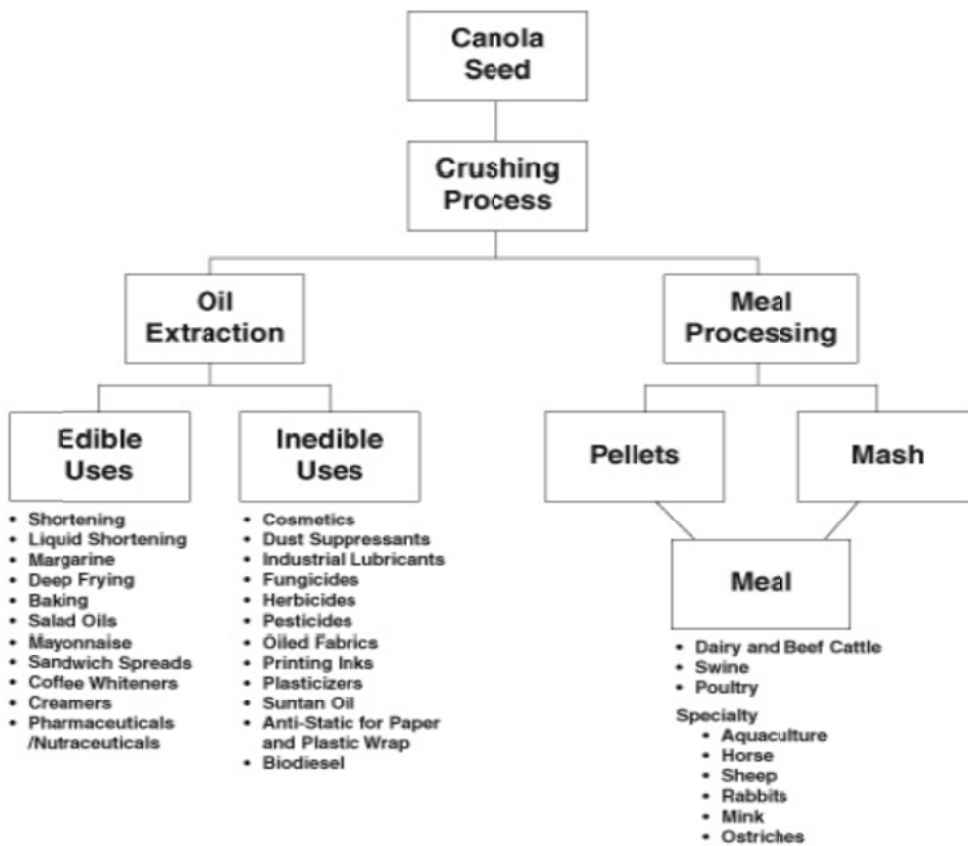 Canola
Seed
Crushing
Process
Oil
Extraction
Meal
Processing
Edible
Uses
Inedible
Uses
Pellets
Mash
• Shortening
• Liquid Shortening
• Margarine
• Deep Frying
• Baking
• Salad Oils
• Mayonnaise
• Sandwich Spreads
• Coffee Whiteners
• Creamers
• Pharmaceuticals
/Nutraceuticals
• Cosmetics
• Dust Suppressants
• Industrial Lubricants
• Fungicides
• Herbicides
• Pesticides
• Oiled Fabrics
• Printing Inks
• Plasticizers
• Suntan Oil
• Anti-Static for Paper
and Plastic Wrap
• Biodiesel
Meal
• Dairy and Beef Cattle
• Swine
• Poultry
Specialty
• Aquaculture
• Horse
• Sheep
• Rabbits
• Mink
• Ostriches